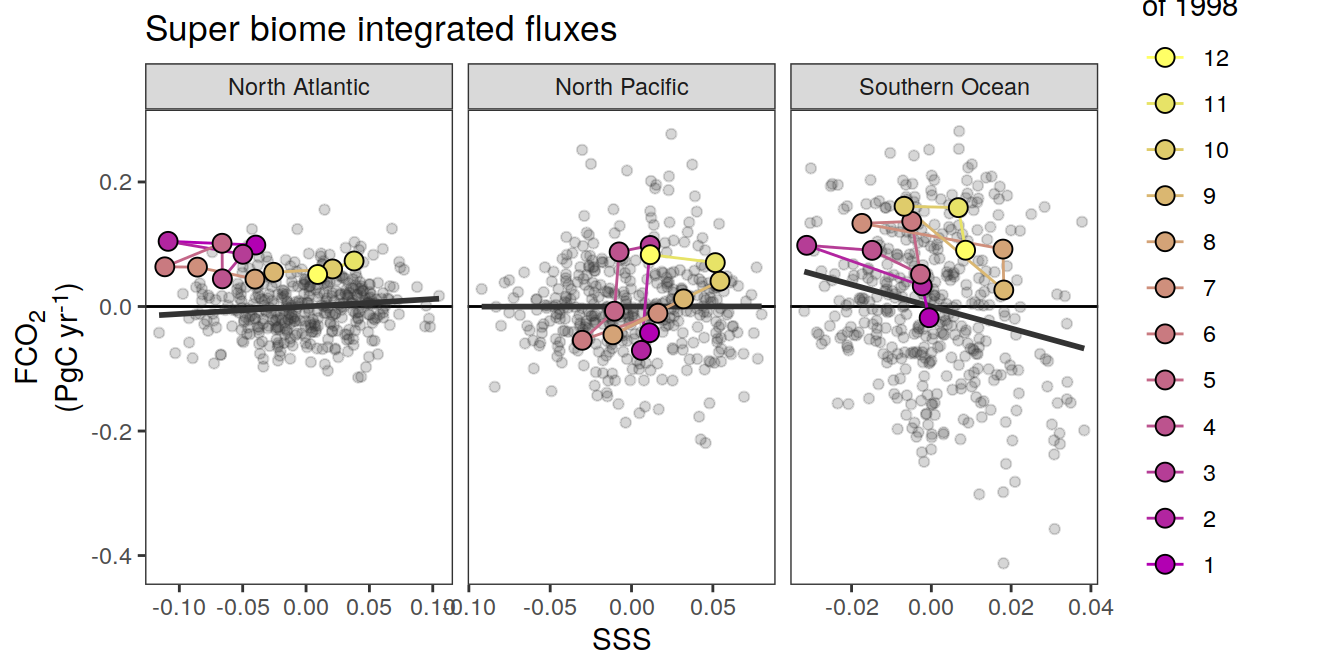 Super biome integrated fluxes
of 1998
North Atlantic
North Pacific
Southern Ocean
12
11
10
9
8
7
6
5
4
3
2
1
0.2
0.0
-0.2
-0.4
FCO₂
(PgC yr⁻¹)
-0.10 -0.05 0.00 0.05 0.10
0.10 -0.05 0.00 0.05
-0.02 0.00 0.02 0.04
SSS